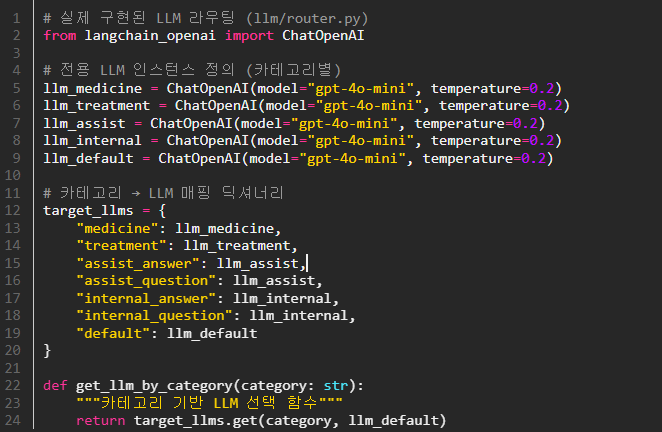 1 # 실제 구현된 LLM 라우팅 (llm/router.py)
2 from langchain_openai import ChatOpenAI
3
4 # 전용 LLM 인스턴스 정의 (카테고리별)
5 llm_medicine = ChatOpenAI(model="gpt-4o-mini", temperature=0.2)
6 llm_treatment = ChatOpenAI(model="gpt-4o-mini", temperature=0.2)
7 llm_assist = ChatOpenAI(model="gpt-4o-mini", temperature=0.2)
8 llm_internal = ChatOpenAI(model="gpt-4o-mini", temperature=0.2)
9 llm_default = ChatOpenAI(model="gpt-4o-mini", temperature=0.2)
10
11 # 카테고리 → LLM 매핑 딕셔너리
12 target_llms = {
13     "medicine": llm_medicine,
14     "treatment": llm_treatment,
15     "assist_answer": llm_assist,
16     "assist_question": llm_assist,
17     "internal_answer": llm_internal,
18     "internal_question": llm_internal,
19     "default": llm_default
20 }
21
22 def get_llm_by_category(category: str):
23     """카테고리 기반 LLM 선택 함수"""
24     return target_llms.get(category, llm_default)